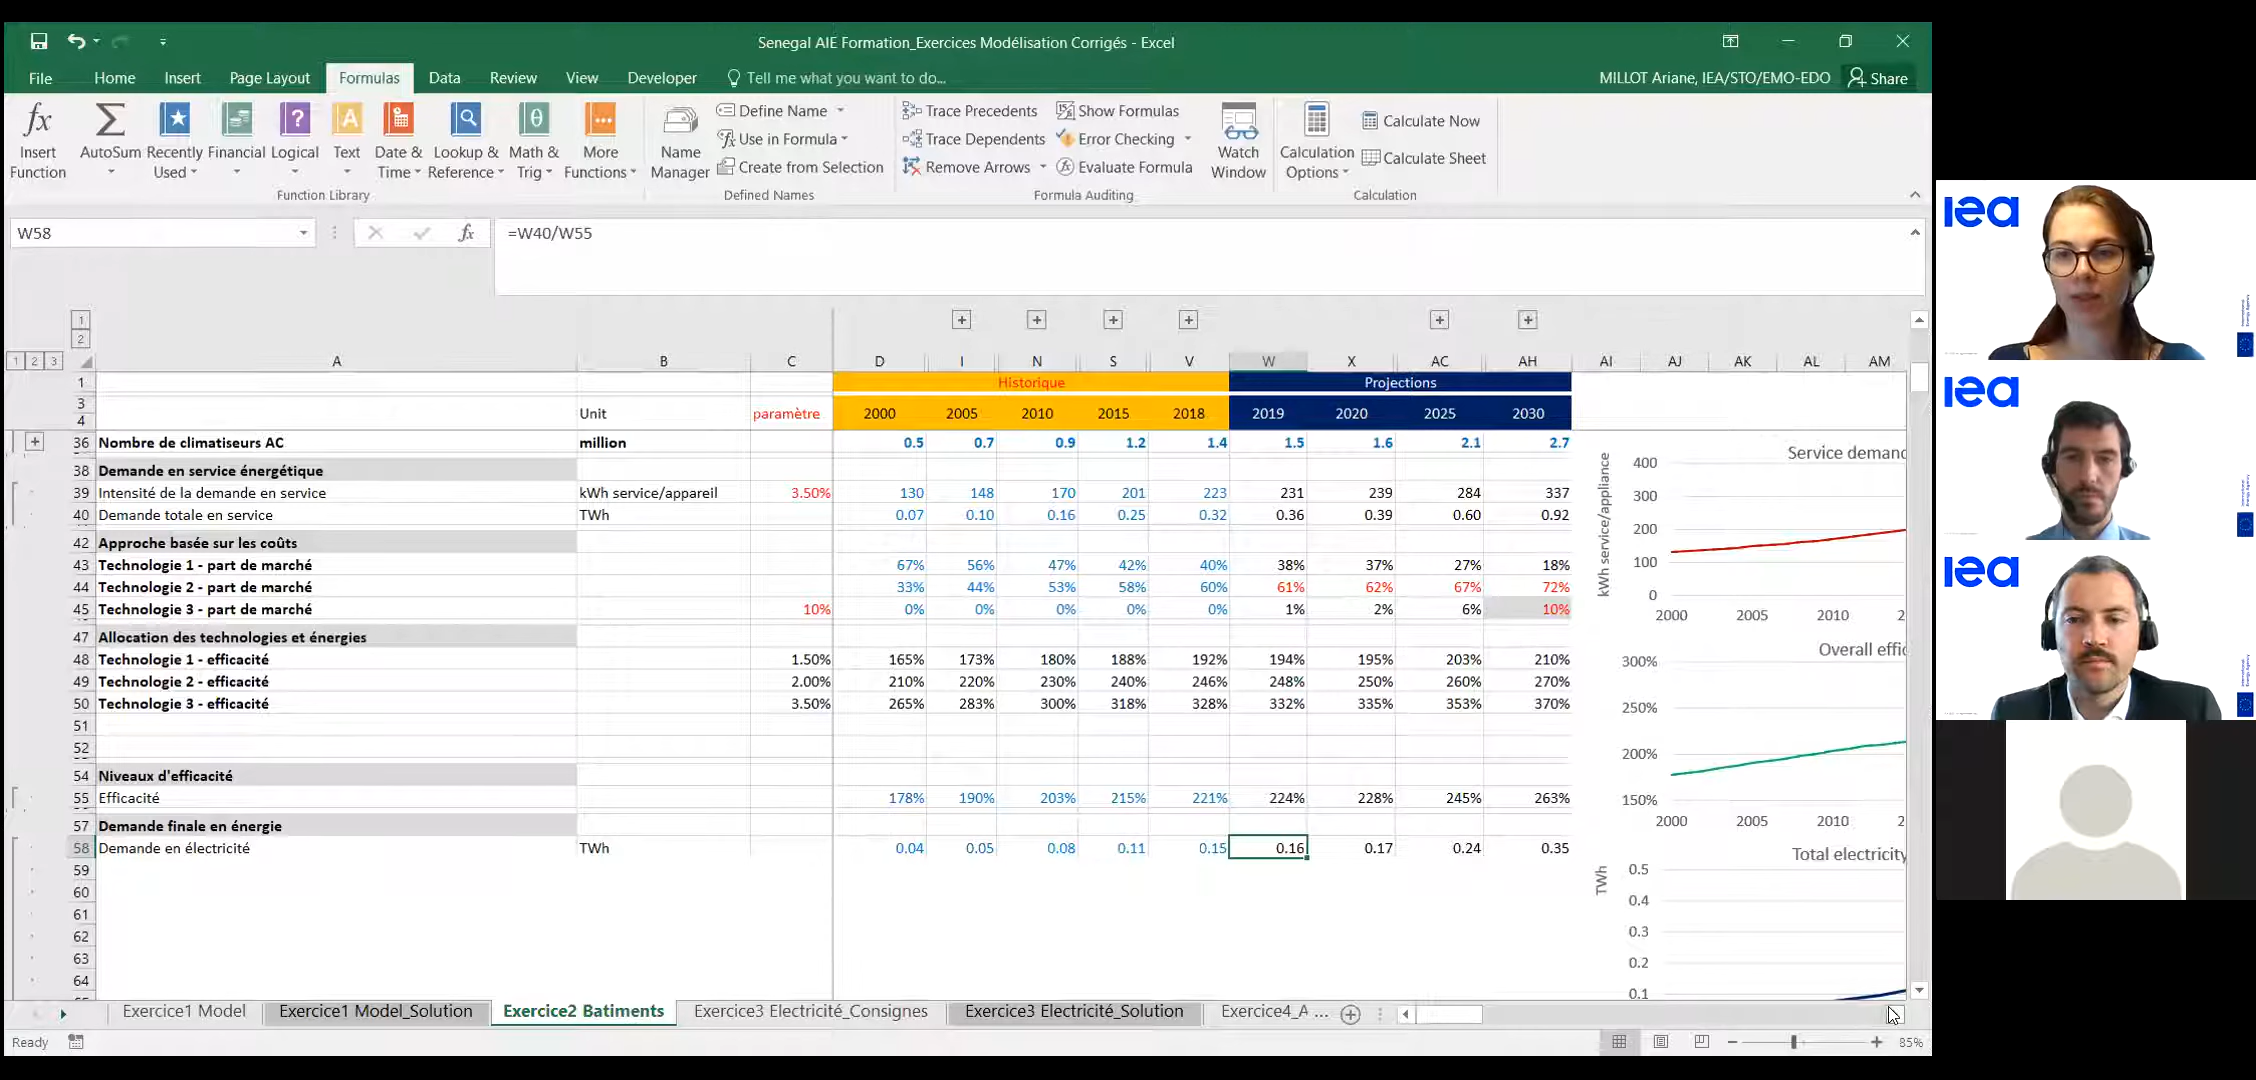 Senegal AIE Formation_Exercices Modélisation Corrigés - Excel
File Home Insert Page Layout Formulas Data Review View Developer Tell me what you want to do... MILLOT Ariane, IEA/STO/EMO-EDO Share
Insert Function
AutoSum
Recently Used
Financial
Logical
Text
Date & Time
Lookup & Reference
Math & Trig
More Functions
Function Library
Name Manager
Define Name
Use in Formula
Create from Selection
Defined Names
Trace Precedents
Trace Dependents
Remove Arrows
Show Formulas
Error Checking
Evaluate Formula
Formula Auditing
Watch Window
Calculation Options
Calculate Now
Calculate Sheet
Calculation
W58 fx =W40/W55
1
2
1 2 3 A B C D I N S V W X AC AH AI AJ AK AL AM
1 Historique Projections
3
4 Unit paramètre 2000 2005 2010 2015 2018 2019 2020 2025 2030
36 Nombre de climatiseurs AC million 0.5 0.7 0.9 1.2 1.4 1.5 1.6 2.1 2.7
38 Demande en service énergétique
39 Intensité de la demande en service kWh service/appareil 3.50% 130 148 170 201 223 231 239 284 337
40 Demande totale en service TWh 0.07 0.10 0.16 0.25 0.32 0.36 0.39 0.60 0.92
42 Approche basée sur les coûts
43 Technologie 1 - part de marché 67% 56% 47% 42% 40% 38% 37% 27% 18%
44 Technologie 2 - part de marché 33% 44% 53% 58% 60% 61% 62% 67% 72%
45 Technologie 3 - part de marché 10% 0% 0% 0% 0% 0% 1% 2% 6% 10%
47 Allocation des technologies et énergies
48 Technologie 1 - efficacité 1.50% 165% 173% 180% 188% 192% 194% 195% 203% 210%
49 Technologie 2 - efficacité 2.00% 210% 220% 230% 240% 246% 248% 250% 260% 270%
50 Technologie 3 - efficacité 3.50% 265% 283% 300% 318% 328% 332% 335% 353% 370%
51
52
54 Niveaux d'efficacité
55 Efficacité 178% 190% 203% 215% 221% 224% 228% 245% 263%
57 Demande finale en énergie
58 Demande en électricité TWh 0.04 0.05 0.08 0.11 0.15 0.16 0.17 0.24 0.35
59
60
61
62
63
64
Service demand
kWh service/appliance
400
300
200
100
0
2000 2005 2010 2
Overall effic
300%
250%
200%
150%
2000 2005 2010 2
Total electricity
TWh
0.5
0.4
0.3
0.2
0.1
Exercice1 Model Exercice1 Model_Solution Exercice2 Batiments Exercice3 Electricité_Consignes Exercice3 Electricité_Solution Exercice4_A ...
Ready 85%
iea
iea
iea